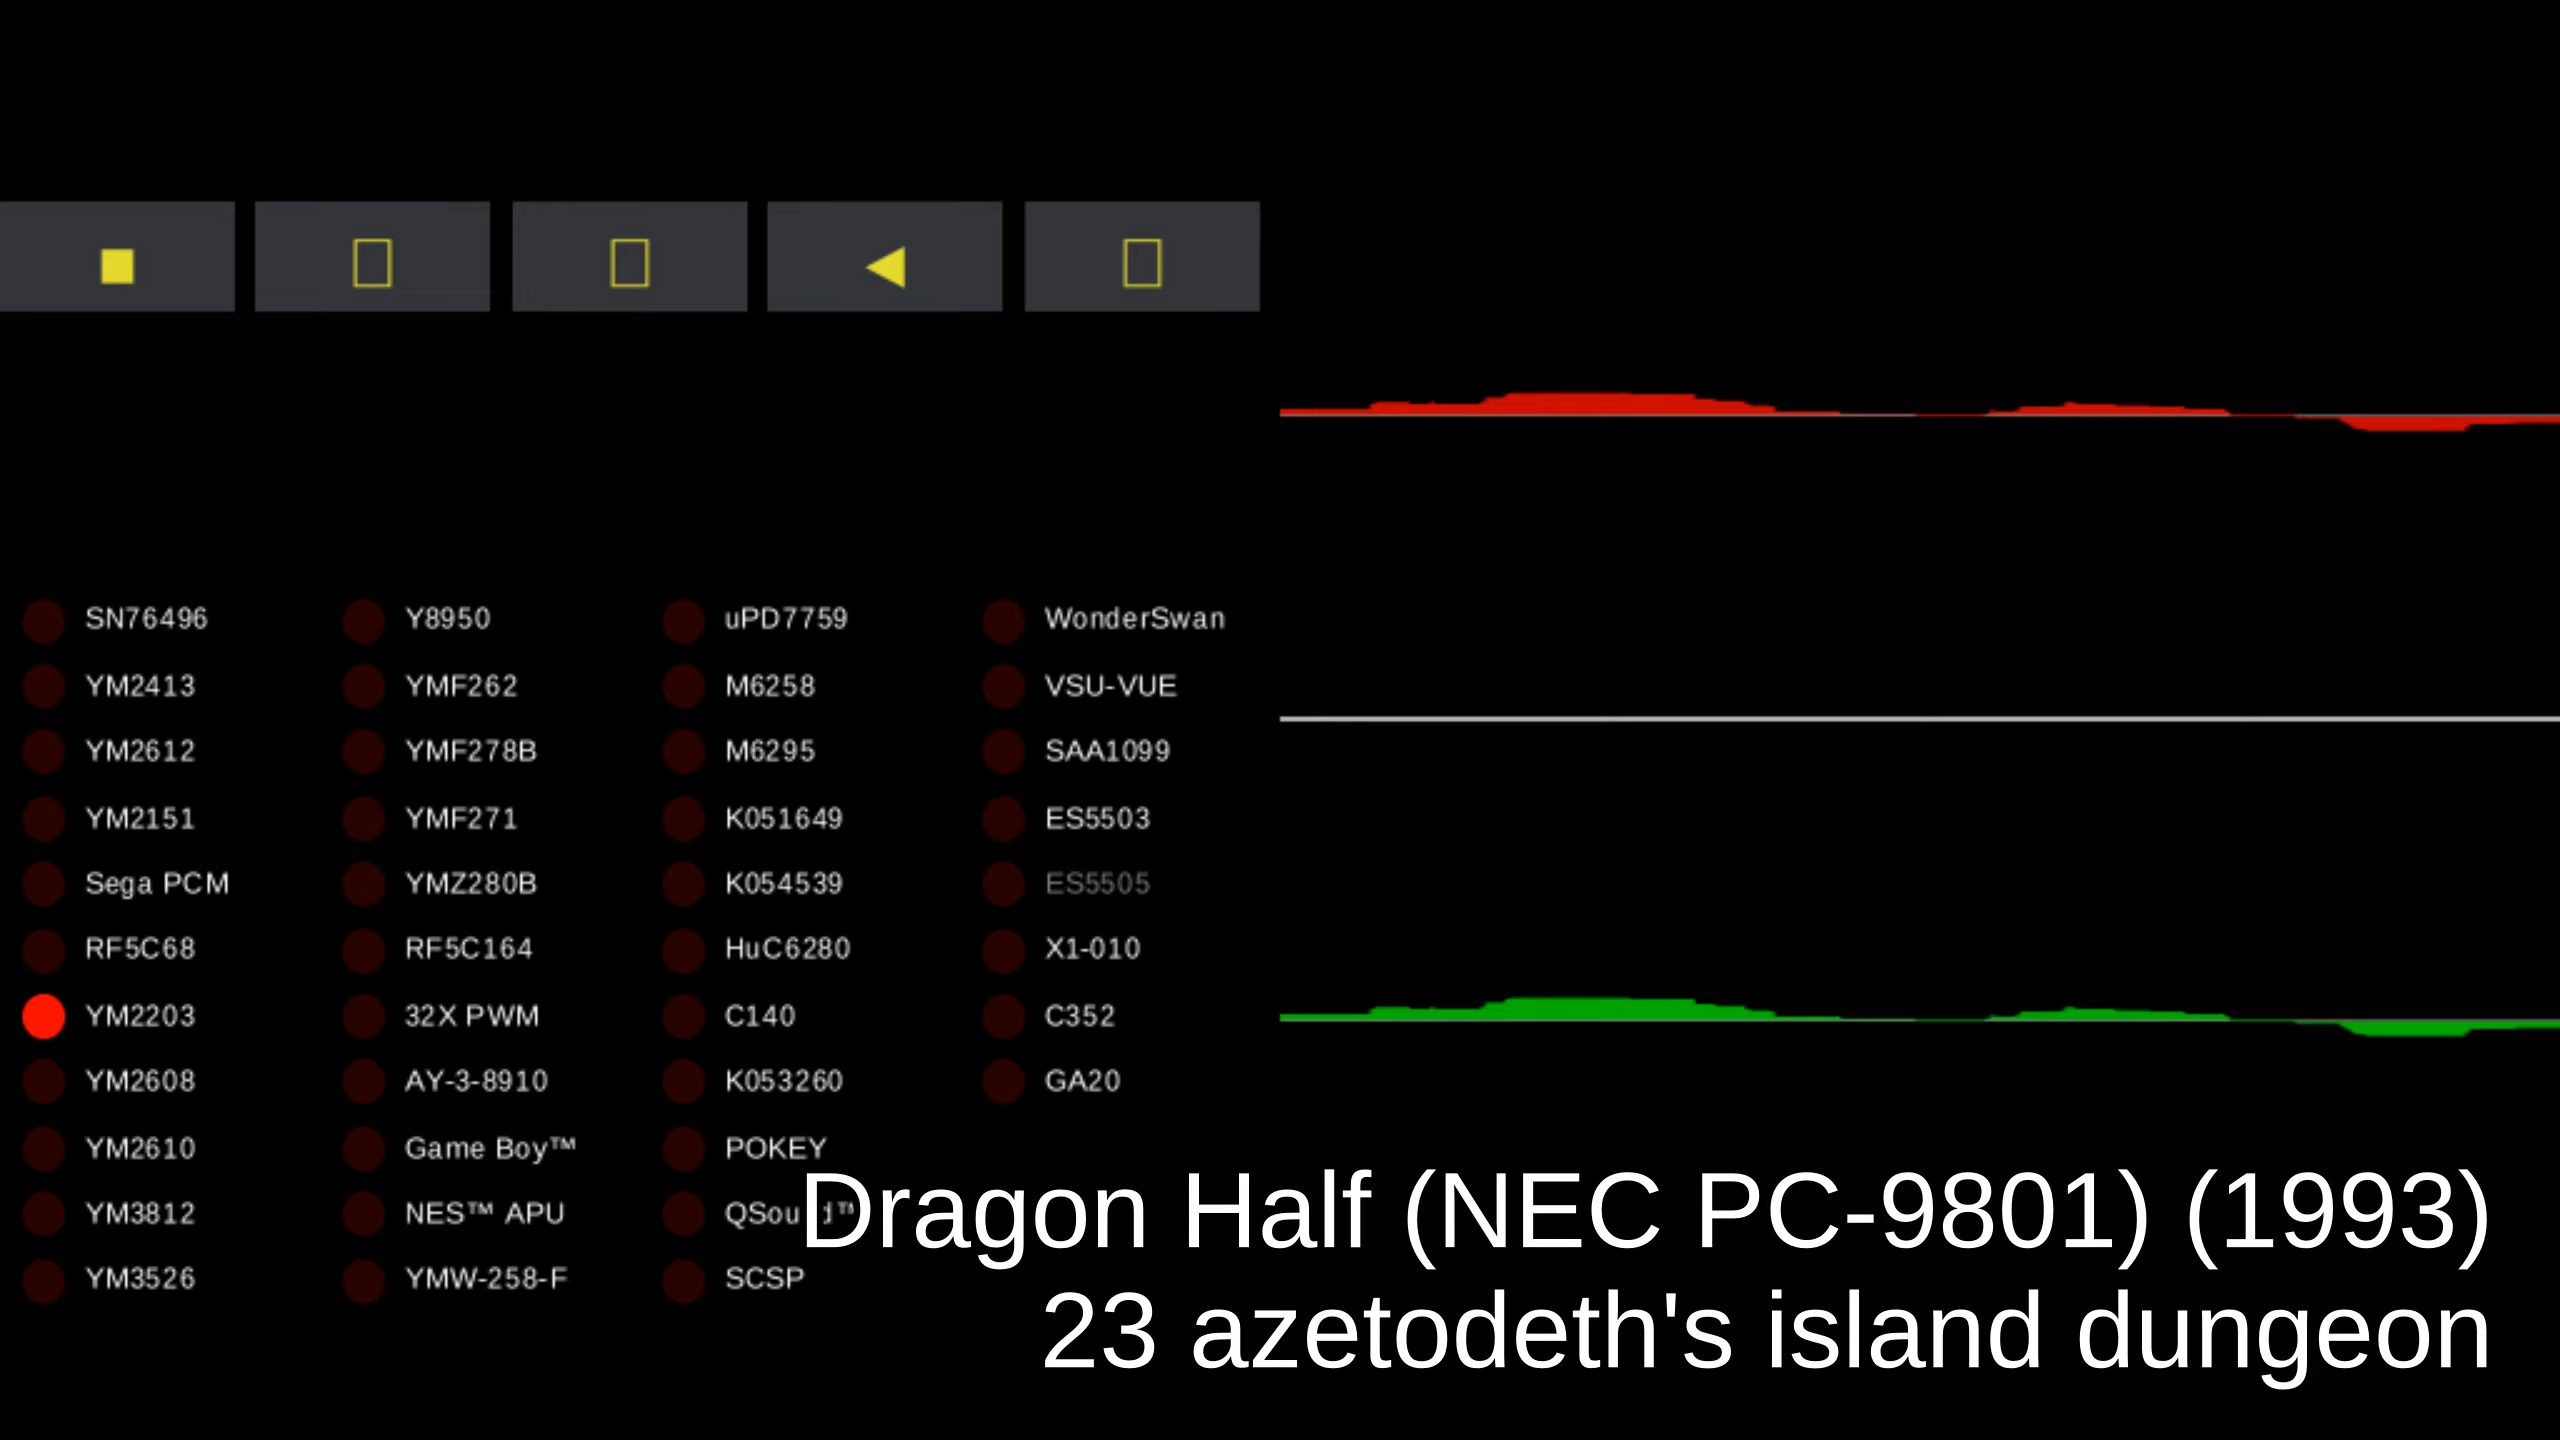 SN76496 Y8950 uPD7759 WonderSwan
YM2413 YMF262 M6258 VSU-VUE
YM2612 YMF278B M6295 SAA1099
YM2151 YMF271 K051649 ES5503
Sega PCM YMZ280B K054539 ES5505
RF5C68 RF5C164 HuC6280 X1-010
YM2203 32X PWM C140 C352
YM2608 AY-3-8910 K053260 GA20
YM2610 Game Boy™ POKEY
YM3812 NES™ APU
YM3526 YMW-258-F SCSP
Dragon Half (NEC PC-9801) (1993)
23 azetodeth's island dungeon